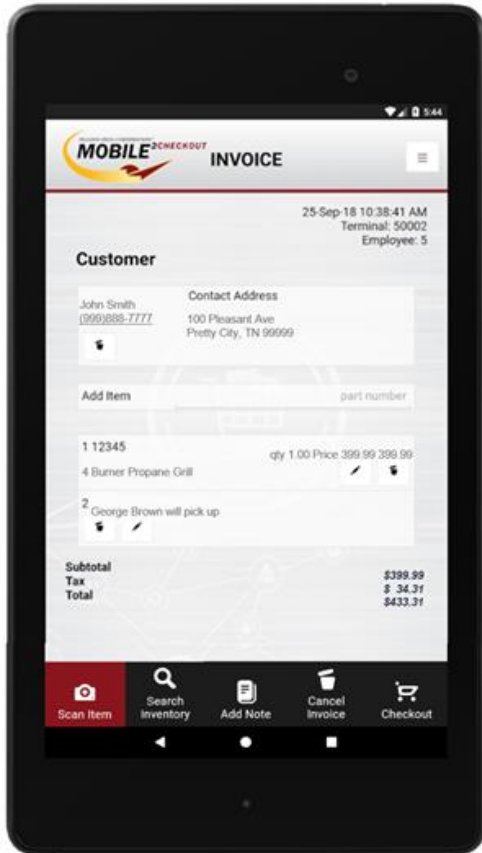 5:44
MOBILE²CHECKOUT
INVOICE
25-Sep-18 10:38:41 AM
Terminal: 50002
Employee: 5
Customer
John Smith
(999)888-7777
Contact Address
100 Pleasant Ave
Pretty City, TN 99999
Add Item part number
1 12345
qty 1.00 Price 399.99 399.99
4 Burner Propane Grill
2 George Brown will pick up
Subtotal $399.99
Tax $ 34.31
Total $433.31
Scan Item
Search Inventory
Add Note
Cancel Invoice
Checkout